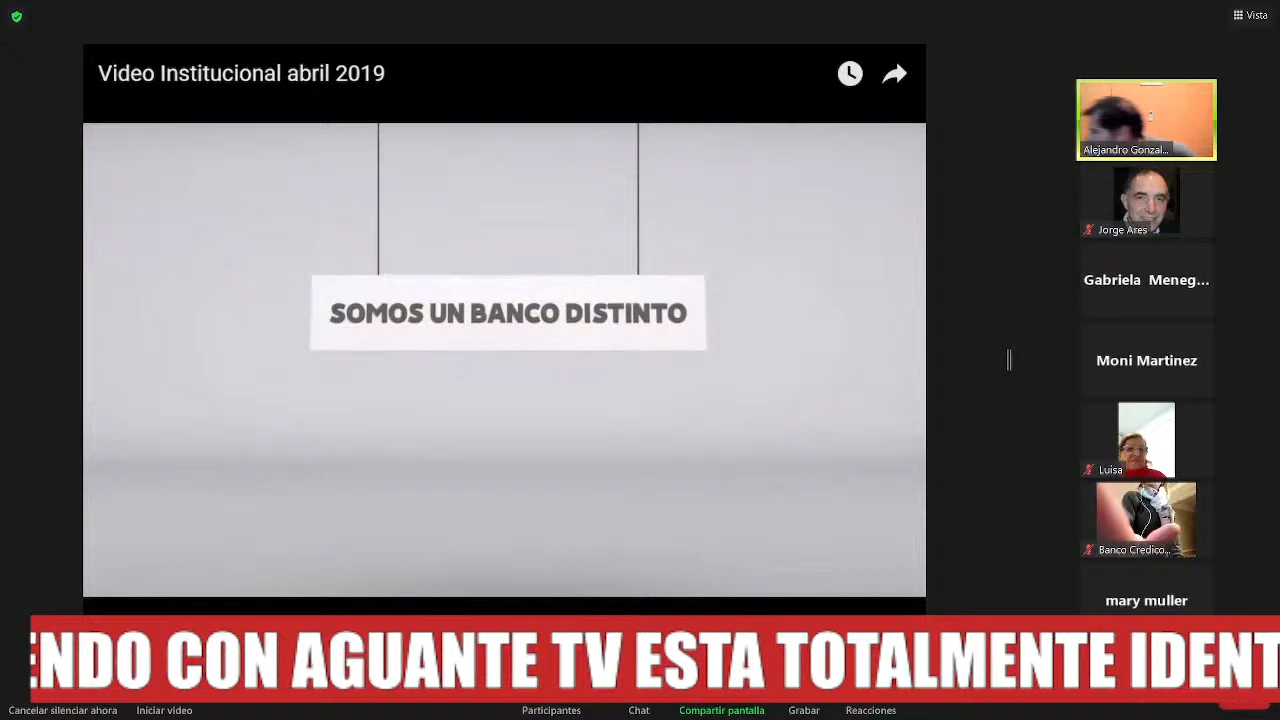 Vista
Video Institucional abril 2019
SOMOS UN BANCO DISTINTO
Alejandro Gonzal...
Jorge Ares
Gabriela Meneg...
Moni Martinez
Luisa
Banco Credico...
mary muller
ENDO CON AGUANTE TV ESTA TOTALMENTE IDENT
Cancelar silenciar ahora
Iniciar video
Participantes
Chat
Compartir pantalla
Grabar
Reacciones